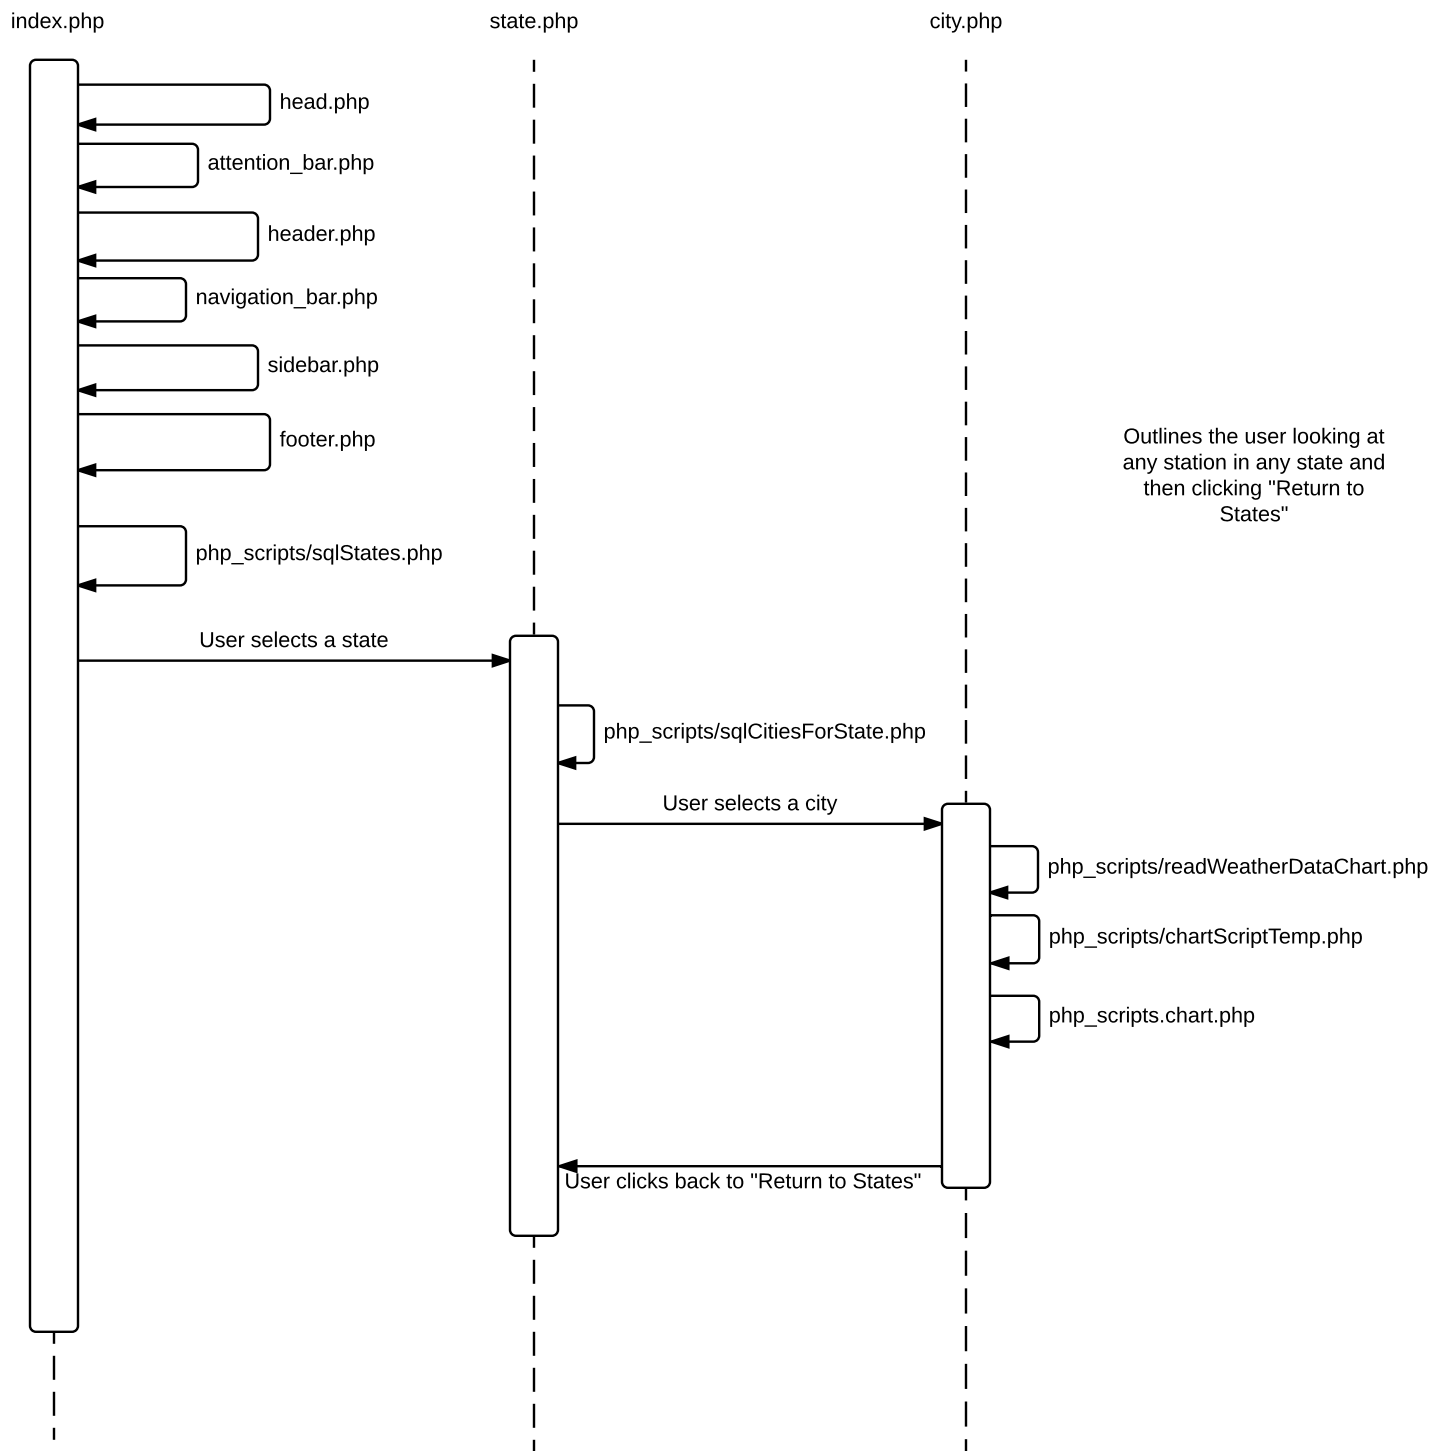 index.php
state.php
city.php
head.php
attention_bar.php
header.php
navigation_bar.php
sidebar.php
footer.php
Outlines the user looking at
any station in any state and
then clicking "Return to
States"
php_scripts/sqlStates.php
User selects a state
php_scripts/sqlCitiesForState.php
User selects a city
php_scripts/readWeatherDataChart.php
php_scripts/chartScriptTemp.php
php_scripts.chart.php
User clicks back to "Return to States"